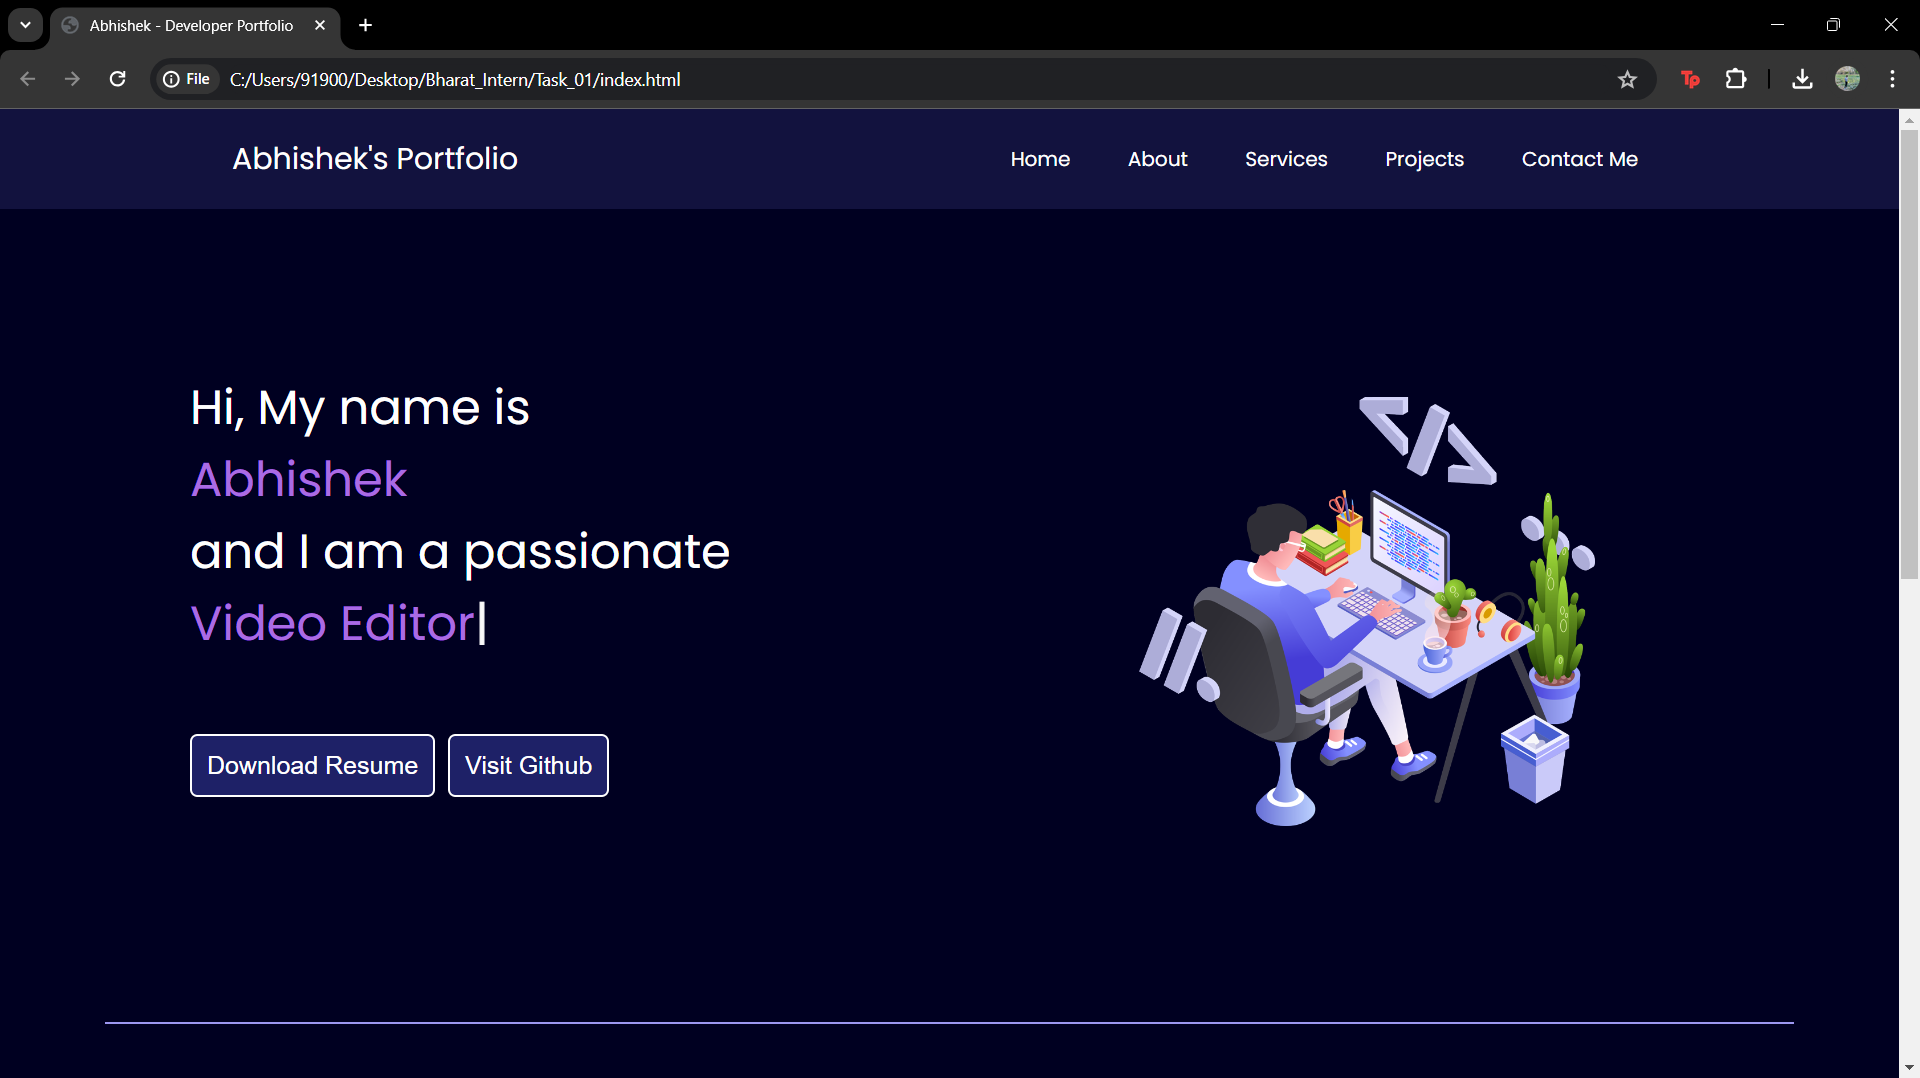 Abhishek - Developer Portfolio
File
C:/Users/91900/Desktop/Bharat_Intern/Task_01/index.html
Tp
Abhishek's Portfolio
Home
About
Services
Projects
Contact Me
Hi, My name is
Abhishek
and I am a passionate
Video Editor|
Download Resume
Visit Github